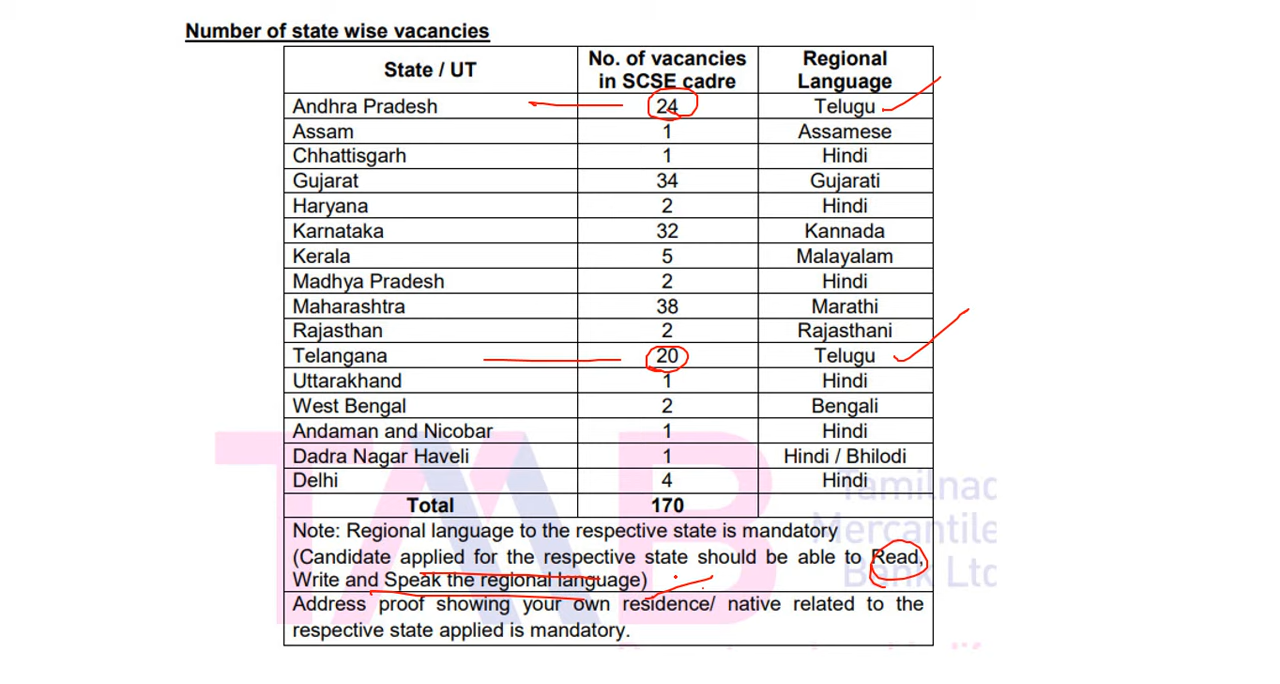 Number of state wise vacancies
State / UT No. of vacancies in SCSE cadre Regional Language
Andhra Pradesh 24 Telugu
Assam 1 Assamese
Chhattisgarh 1 Hindi
Gujarat 34 Gujarati
Haryana 2 Hindi
Karnataka 32 Kannada
Kerala 5 Malayalam
Madhya Pradesh 2 Hindi
Maharashtra 38 Marathi
Rajasthan 2 Rajasthani
Telangana 20 Telugu
Uttarakhand 1 Hindi
West Bengal 2 Bengali
Andaman and Nicobar 1 Hindi
Dadra Nagar Haveli 1 Hindi / Bhilodi
Delhi 4 Hindi
Total 170
Note: Regional language to the respective state is mandatory
(Candidate applied for the respective state should be able to Read,
Write and Speak the regional language)
Address proof showing your own residence/ native related to the
respective state applied is mandatory.
TMB
Tamilnad
Mercantile
Bank Ltd